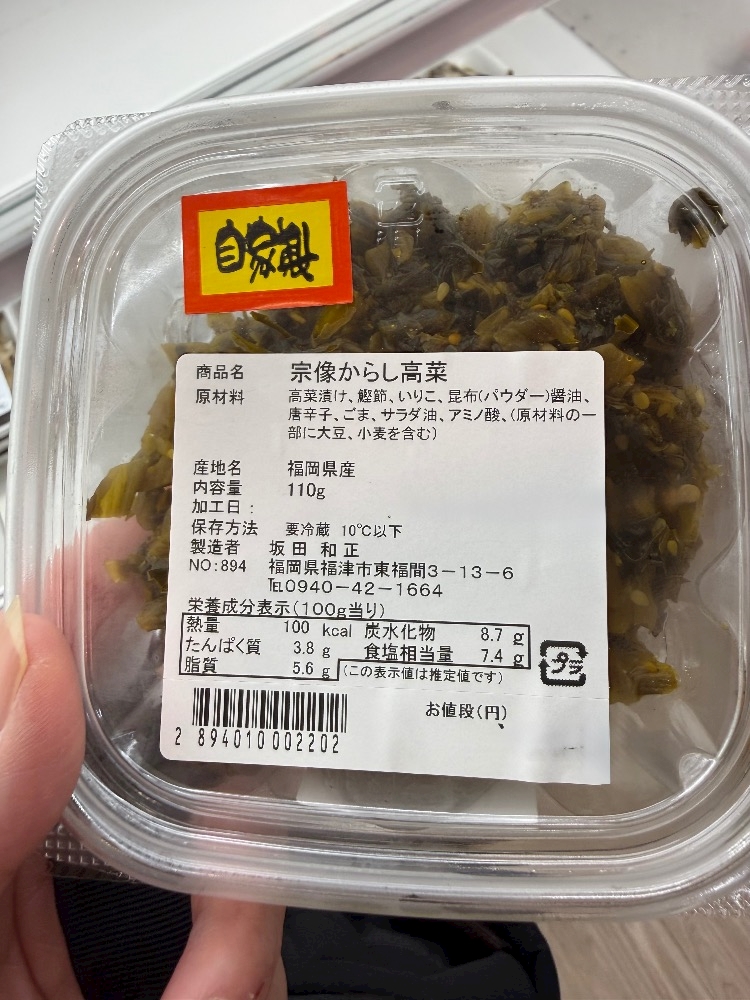 自家製
商品名 宗像からし高菜
原材料 高菜漬け、鰹節、いりこ、昆布(パウダー)醤油、
唐辛子、ごま、サラダ油、アミノ酸、(原材料の一
部に大豆、小麦を含む)
産地名 福岡県産
内容量 110g
加工日:
保存方法 要冷蔵 10℃以下
製造者 坂田 和正
NO:894 福岡県福津市東福間3-13-6
℡0940-42-1664
栄養成分表示(100g当り)
熱量 100 kcal 炭水化物 8.7 g
たんぱく質 3.8 g 食塩相当量 7.4 g
脂質 5.6 g (この表示値は推定値です)
プラ
お値段(円)
2 894010 002202